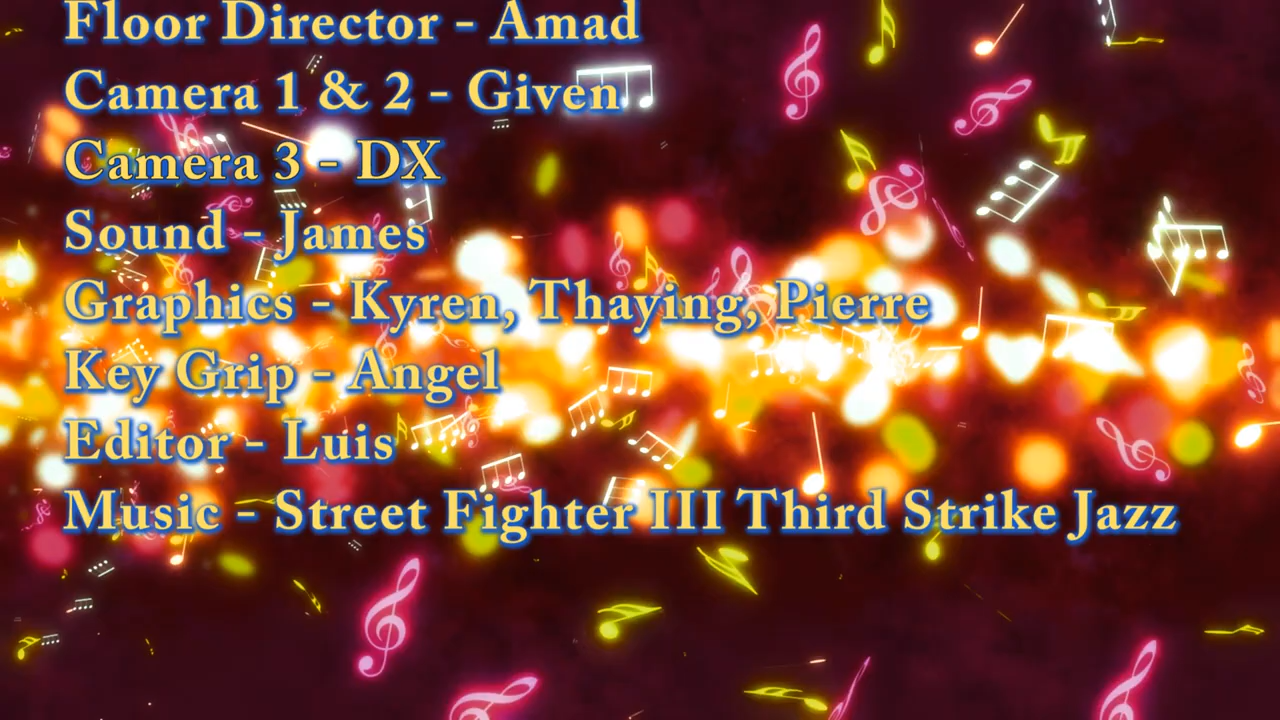 Floor Director - Amad
Camera 1 & 2 - Given
Camera 3 - DX
Sound - James
Graphics - Kyren, Thaying, Pierre
Key Grip - Angel
Editor - Luis
Music - Street Fighter III Third Strike Jazz